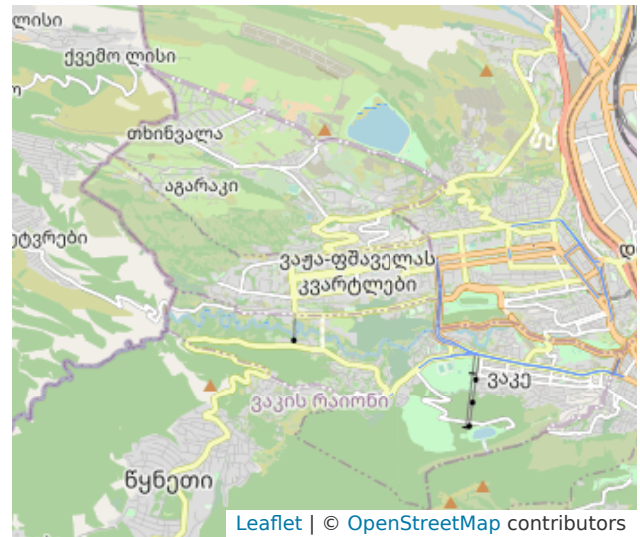 ლისი
ქვემო ლისი
თხინვალა
აგარაკი
ვაჟა-ფშაველას
კვარტლები
ვაკე
ვაკის რაიონი
წყნეთი
Leaflet | © OpenStreetMap contributors